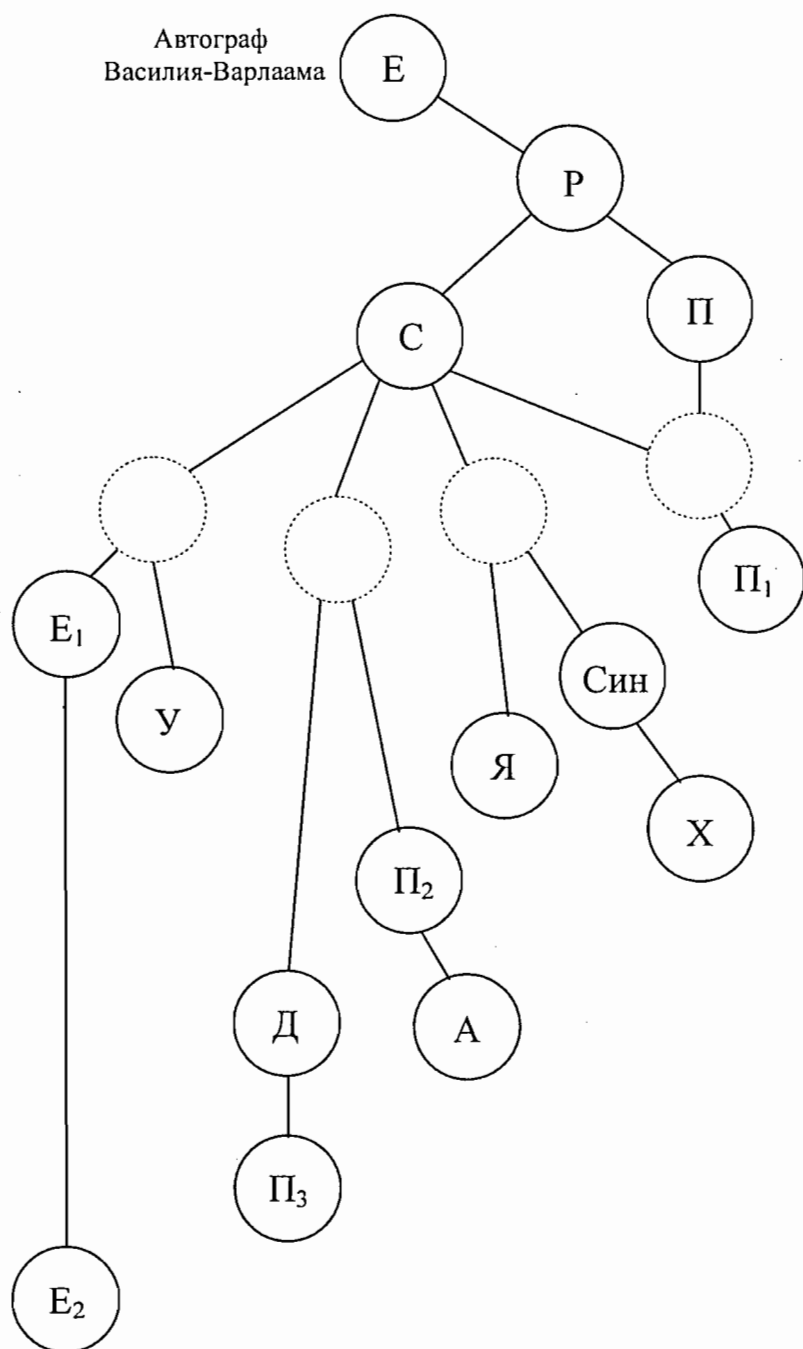 Автограф
Василия-Варлаама
Е
Р
П
С
П₁
Е₁
Син
У
Я
Х
П₂
Д
А
П₃
Е₂